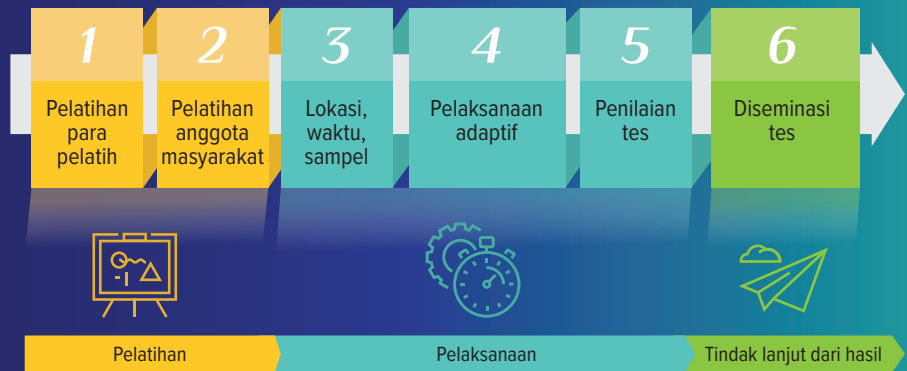 1
Pelatihan
para
pelatih
2
Pelatihan
anggota
masyarakat
3
Lokasi,
waktu,
sampel
4
Pelaksanaan
adaptif
5
Penilaian
tes
6
Diseminasi
tes
Pelatihan
Pelaksanaan
Tindak lanjut dari hasil